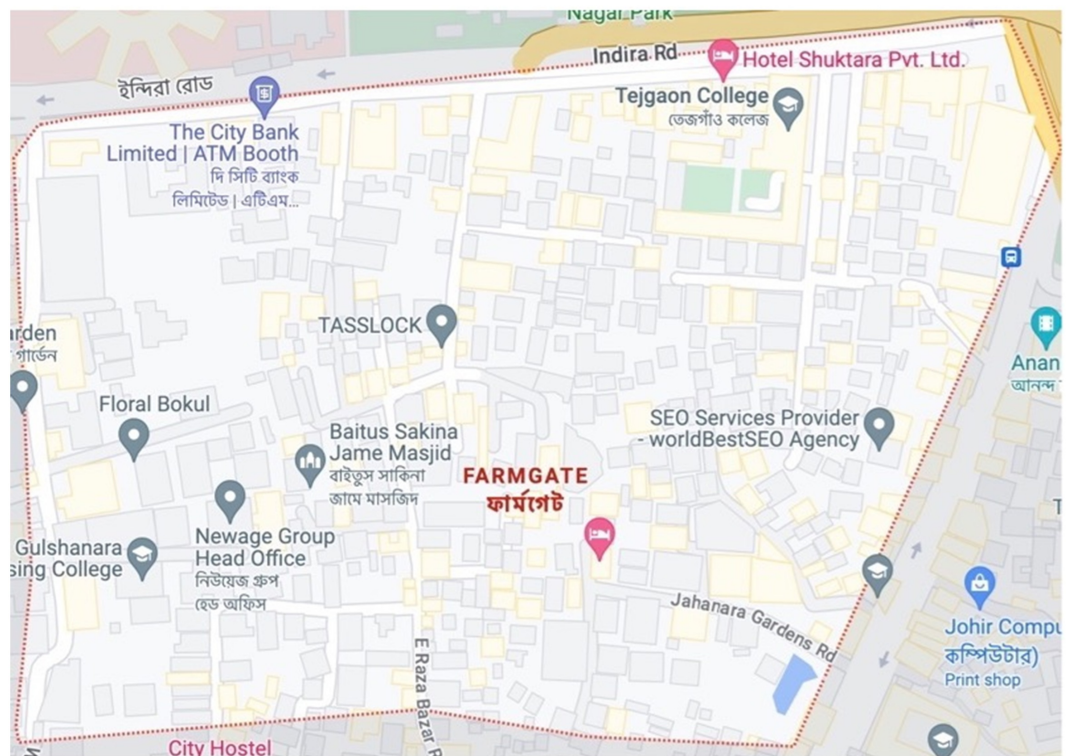 Nagar Park
Indira Rd
ইন্দিরা রোড
Hotel Shuktara Pvt. Ltd.
Tejgaon College
তেজগাঁও কলেজ
The City Bank
Limited | ATM Booth
দি সিটি ব্যাংক
লিমিটেড | এটিএম...
TASSLOCK
arden
গার্ডেন
Anan
আনন্দ
Floral Bokul
SEO Services Provider
- worldBestSEO Agency
Baitus Sakina
Jame Masjid
বাইতুস সাকিনা
জামে মাসজিদ
FARMGATE
ফার্মগেট
Newage Group
Head Office
নিউয়েজ গ্রুপ
হেড অফিস
Gulshanara
sing College
Jahanara Gardens Rd
Johir Compu
কম্পিউটার)
Print shop
E Raza Bazar R
City Hostel